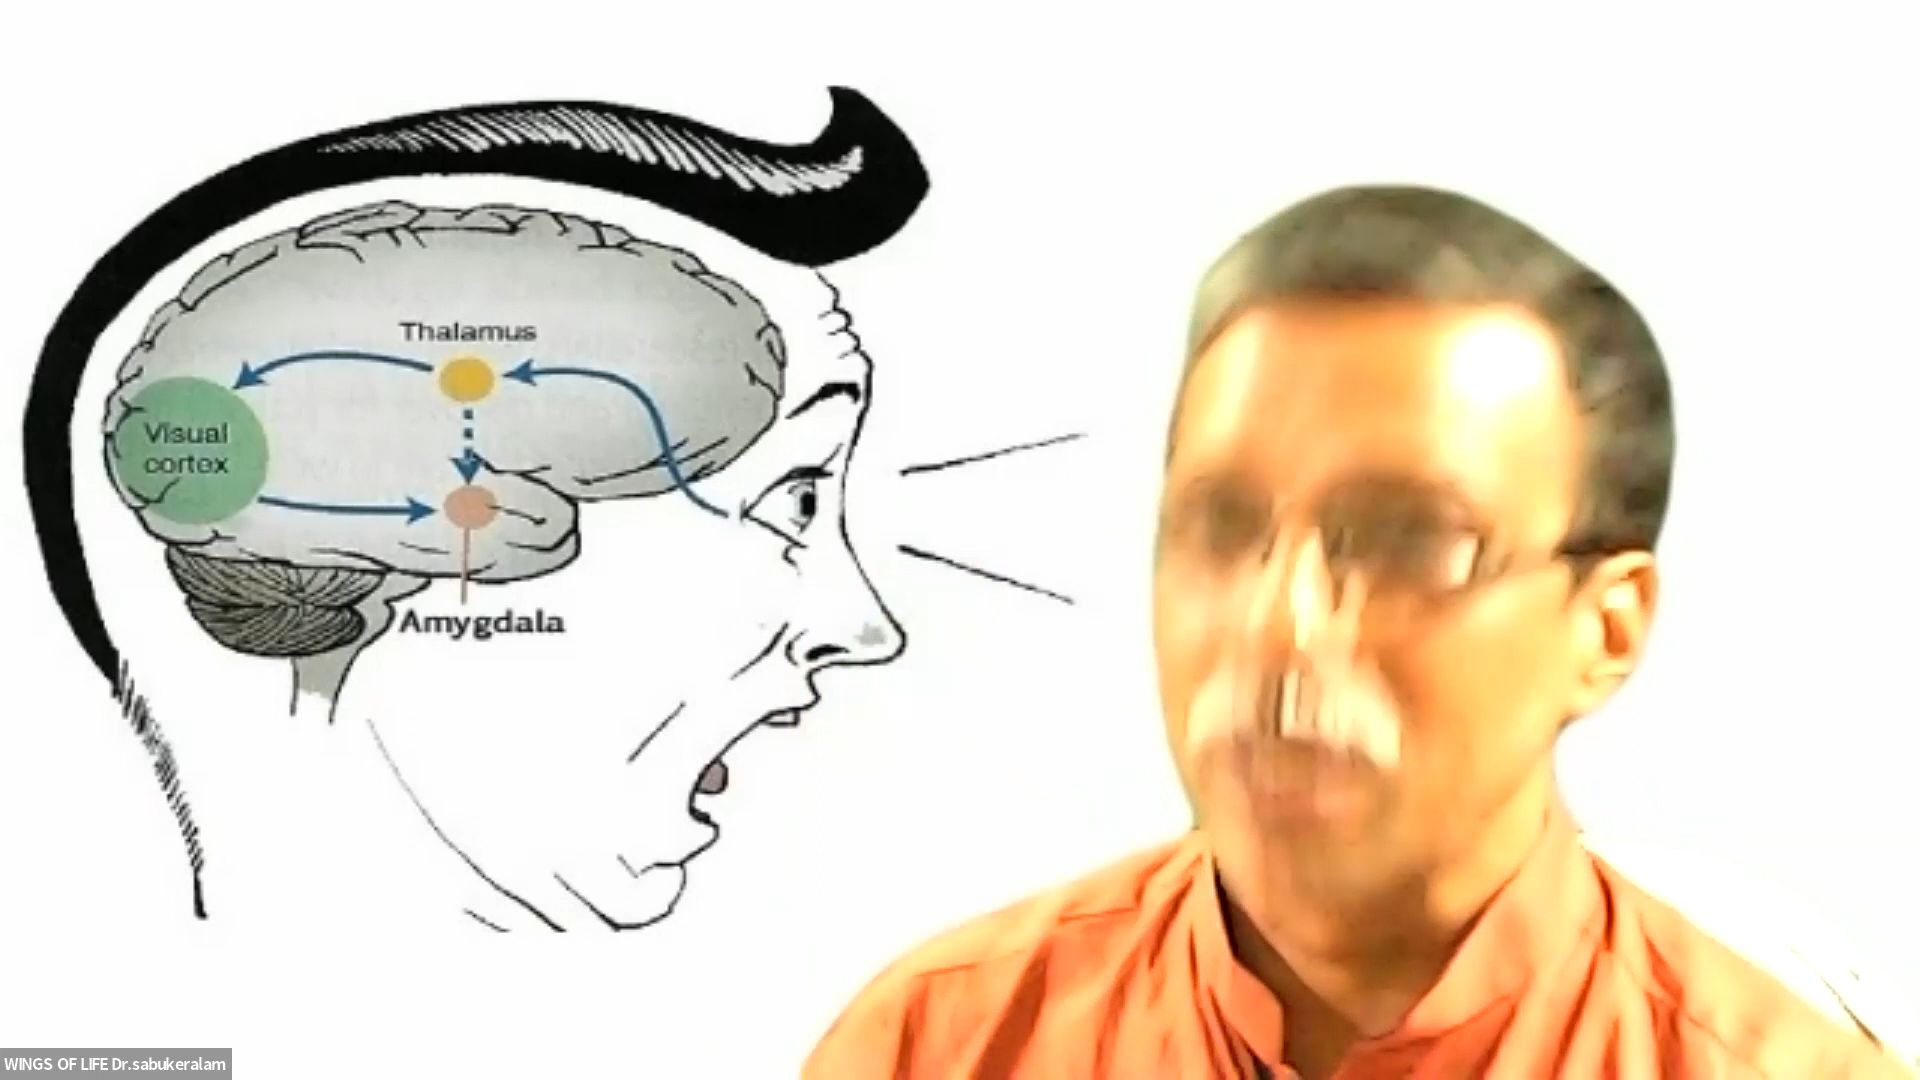 Thalamus
Visual
cortex
Amygdala
WINGS OF LIFE Dr.sabukeralam